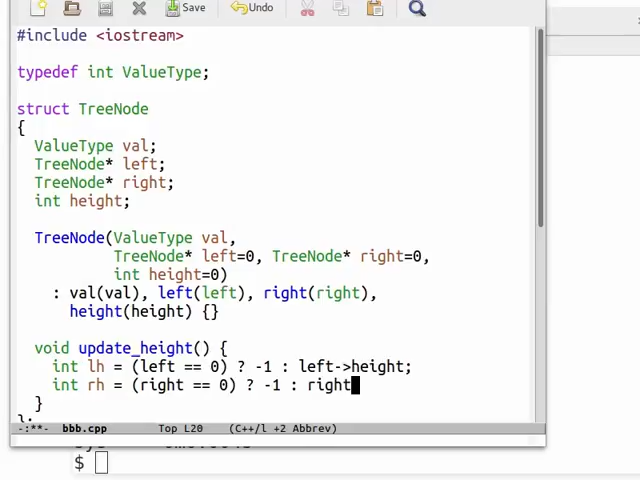 Save Undo
#include <iostream>
typedef int ValueType;
struct TreeNode
{
ValueType val;
TreeNode* left;
TreeNode* right;
int height;
TreeNode(ValueType val,
TreeNode* left=0, TreeNode* right=0,
int height=0)
: val(val), left(left), right(right),
height(height) {}
void update_height() {
int lh = (left == 0) ? -1 : left->height;
int rh = (right == 0) ? -1 : right
}
};
-:**- bbb.cpp Top L20 (C++/l +2 Abbrev)
$